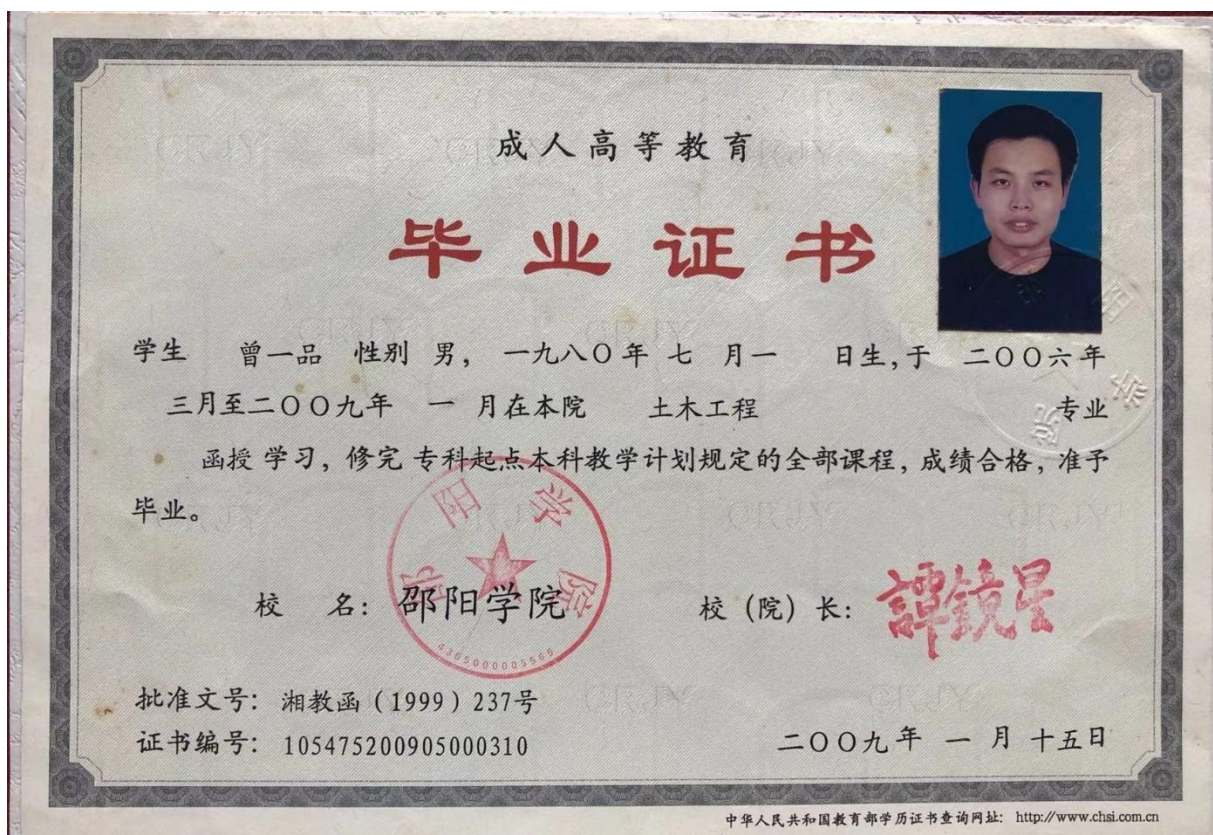 成人高等教育
毕业证书
学生 曾一品 性别 男， 一九八〇年 七 月一 日生，于 二〇〇六年
三月至二〇〇九年 一 月在本院 土木工程 专业
函授 学习，修完 专科起点本科教学计划规定的全部课程，成绩合格，准予
毕业。
邵阳学院
4305000005565
校 名： 邵阳学院 校（院）长： 譚鏡星
批准文号： 湘教函（1999）237号
证书编号： 105475200905000310 二〇〇九年 一 月 十五日
中华人民共和国教育部学历证书查询网址： http://www.chsi.com.cn